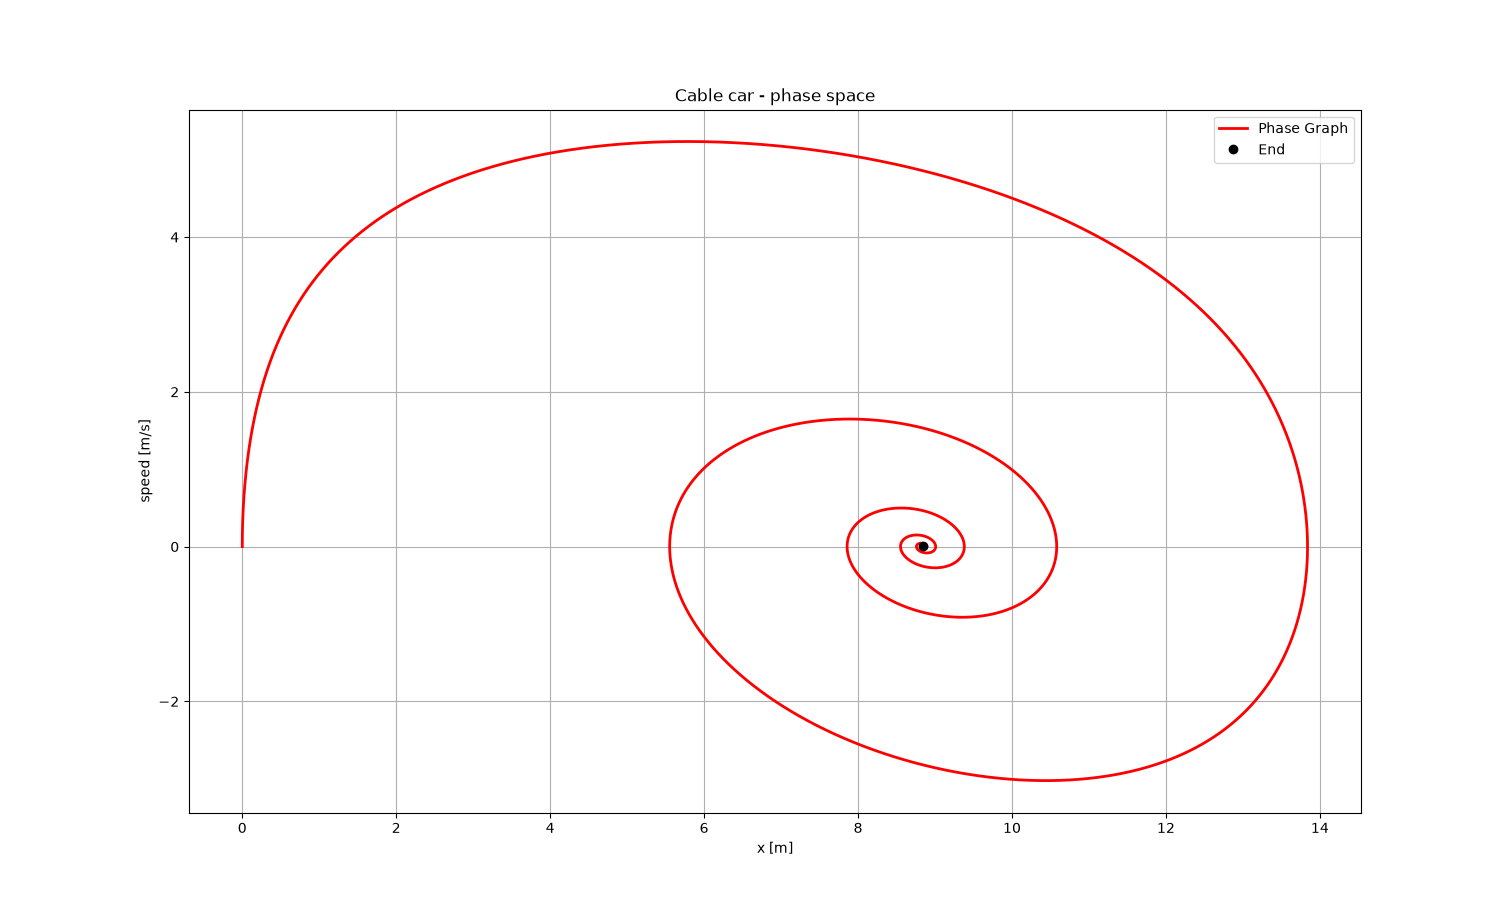 Cable car - phase space
Phase Graph
End
speed [m/s]
4
2
0
−2
0 2 4 6 8 10 12 14
x [m]